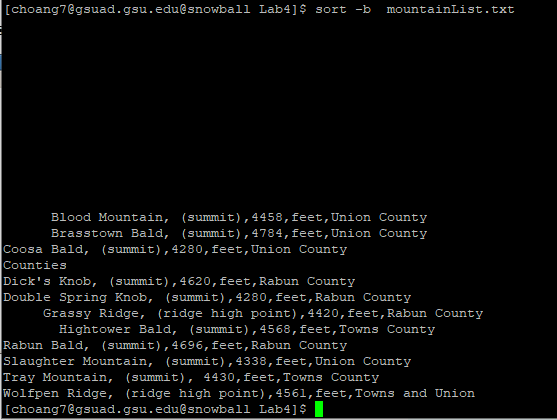 [choang7@gsuad.gsu.edu@snowball Lab4]$ sort -b  mountainList.txt
      Blood Mountain, (summit),4458,feet,Union County
      Brasstown Bald, (summit),4784,feet,Union County
Coosa Bald, (summit),4280,feet,Union County
Counties
Dick's Knob, (summit),4620,feet,Rabun County
Double Spring Knob, (summit),4280,feet,Rabun County
     Grassy Ridge, (ridge high point),4420,feet,Rabun County
       Hightower Bald, (summit),4568,feet,Towns County
Rabun Bald, (summit),4696,feet,Rabun County
Slaughter Mountain, (summit),4338,feet,Union County
Tray Mountain, (summit), 4430,feet,Towns County
Wolfpen Ridge, (ridge high point),4561,feet,Towns and Union
[choang7@gsuad.gsu.edu@snowball Lab4]$